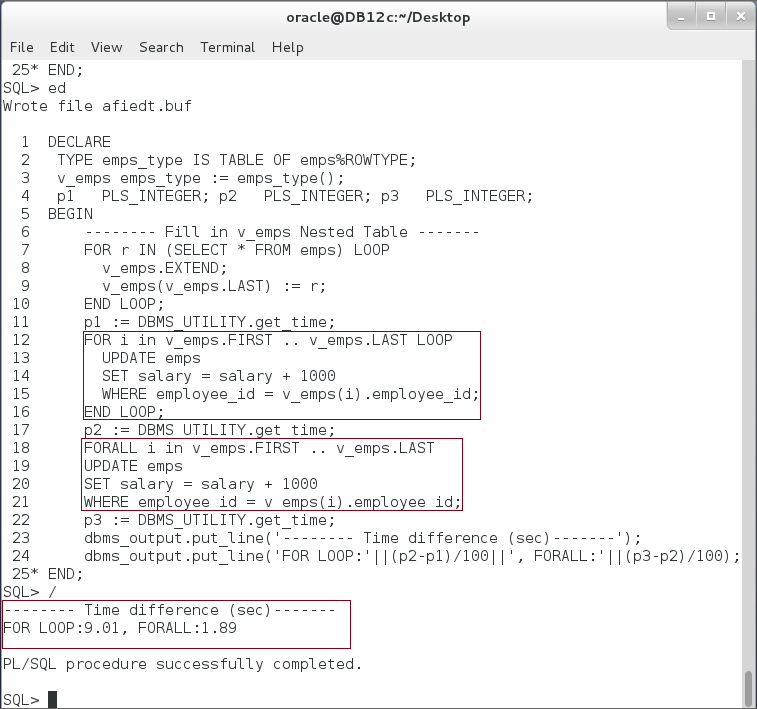 oracle@DB12c:~/Desktop
File Edit View Search Terminal Help
 25* END;
SQL> ed
Wrote file afiedt.buf

  1  DECLARE
  2   TYPE emps_type IS TABLE OF emps%ROWTYPE;
  3   v_emps emps_type := emps_type();
  4   p1   PLS_INTEGER; p2   PLS_INTEGER; p3   PLS_INTEGER;
  5  BEGIN
  6      -------- Fill in v_emps Nested Table -------
  7      FOR r IN (SELECT * FROM emps) LOOP
  8        v_emps.EXTEND;
  9        v_emps(v_emps.LAST) := r;
 10      END LOOP;
 11      p1 := DBMS_UTILITY.get_time;
 12      FOR i in v_emps.FIRST .. v_emps.LAST LOOP
 13        UPDATE emps
 14        SET salary = salary + 1000
 15        WHERE employee_id = v_emps(i).employee_id;
 16      END LOOP;
 17      p2 := DBMS_UTILITY.get_time;
 18      FORALL i in v_emps.FIRST .. v_emps.LAST
 19      UPDATE emps
 20      SET salary = salary + 1000
 21      WHERE employee_id = v_emps(i).employee_id;
 22      p3 := DBMS_UTILITY.get_time;
 23      dbms_output.put_line('-------- Time difference (sec)-------');
 24      dbms_output.put_line('FOR LOOP:'||(p2-p1)/100||', FORALL:'||(p3-p2)/100);
 25* END;
SQL> /
-------- Time difference (sec)-------
FOR LOOP:9.01, FORALL:1.89

PL/SQL procedure successfully completed.

SQL>